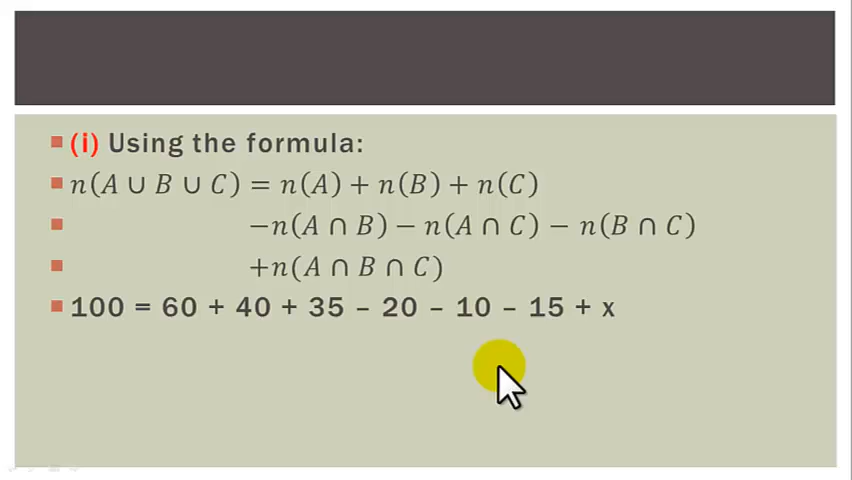 (i) Using the formula:
n(A ∪ B ∪ C) = n(A) + n(B) + n(C)
−n(A ∩ B) − n(A ∩ C) − n(B ∩ C)
+n(A ∩ B ∩ C)
100 = 60 + 40 + 35 – 20 – 10 – 15 + x